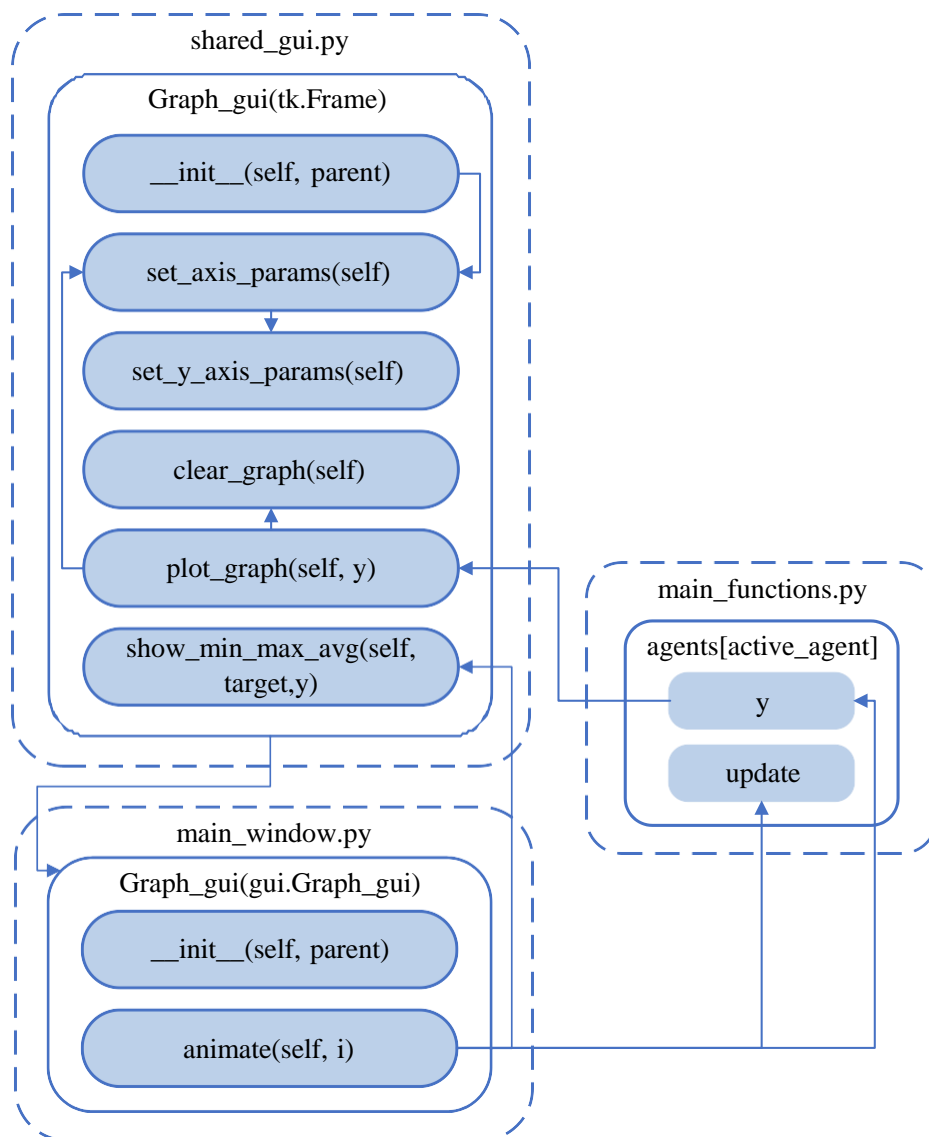 shared_gui.py
Graph_gui(tk.Frame)
__init__(self, parent)
set_axis_params(self)
set_y_axis_params(self)
clear_graph(self)
plot_graph(self, y)
show_min_max_avg(self,
target,y)
main_functions.py
agents[active_agent]
y
update
main_window.py
Graph_gui(gui.Graph_gui)
__init__(self, parent)
animate(self, i)